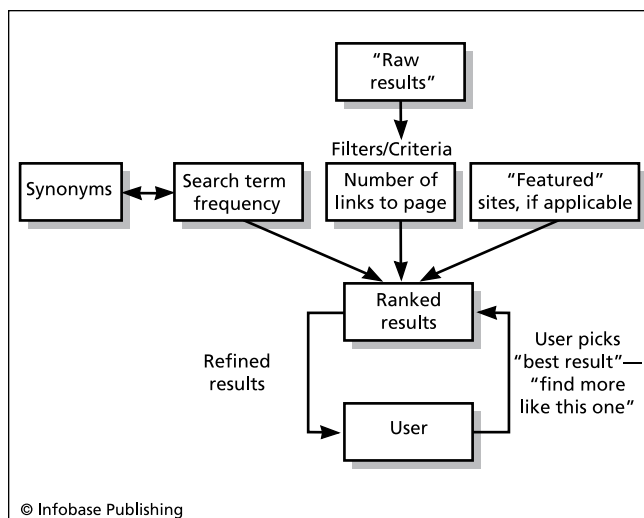 “Raw
results”
Filters/Criteria
Synonyms
Search term
frequency
Number of
links to page
“Featured”
sites, if applicable
Ranked
results
Refined
results
User picks
“best result”—
“find more
like this one”
User
© Infobase Publishing